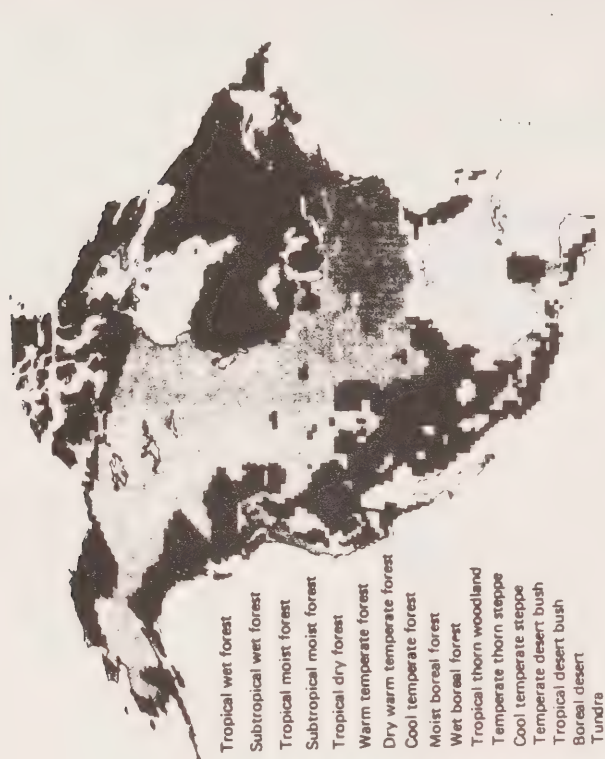 Tropical wet forest
Subtropical wet forest
Tropical moist forest
Subtropical moist forest
Tropical dry forest
Warm temperate forest
Dry warm temperate forest
Cool temperate forest
Moist boreal forest
Wet boreal forest
Tropical thorn woodland
Temperate thorn steppe
Cool temperate steppe
Temperate desert bush
Tropical desert bush
Boreal desert
Tundra